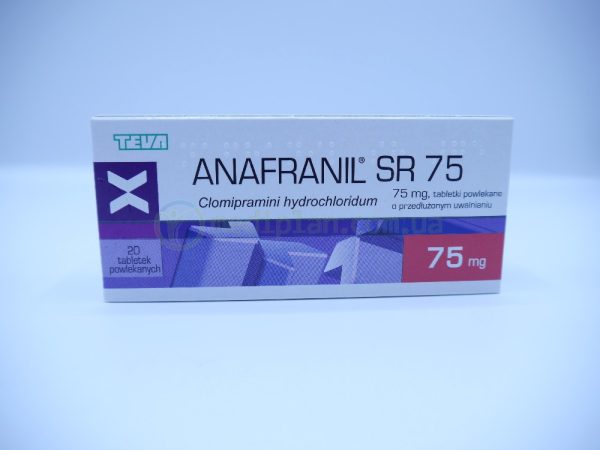 TEVA
ANAFRANIL® SR 75
Clomipramini hydrochloridum
75 mg, tabletki powlekane
o przedłużonym uwalnianiu
20
tabletek
powlekanych
75 mg